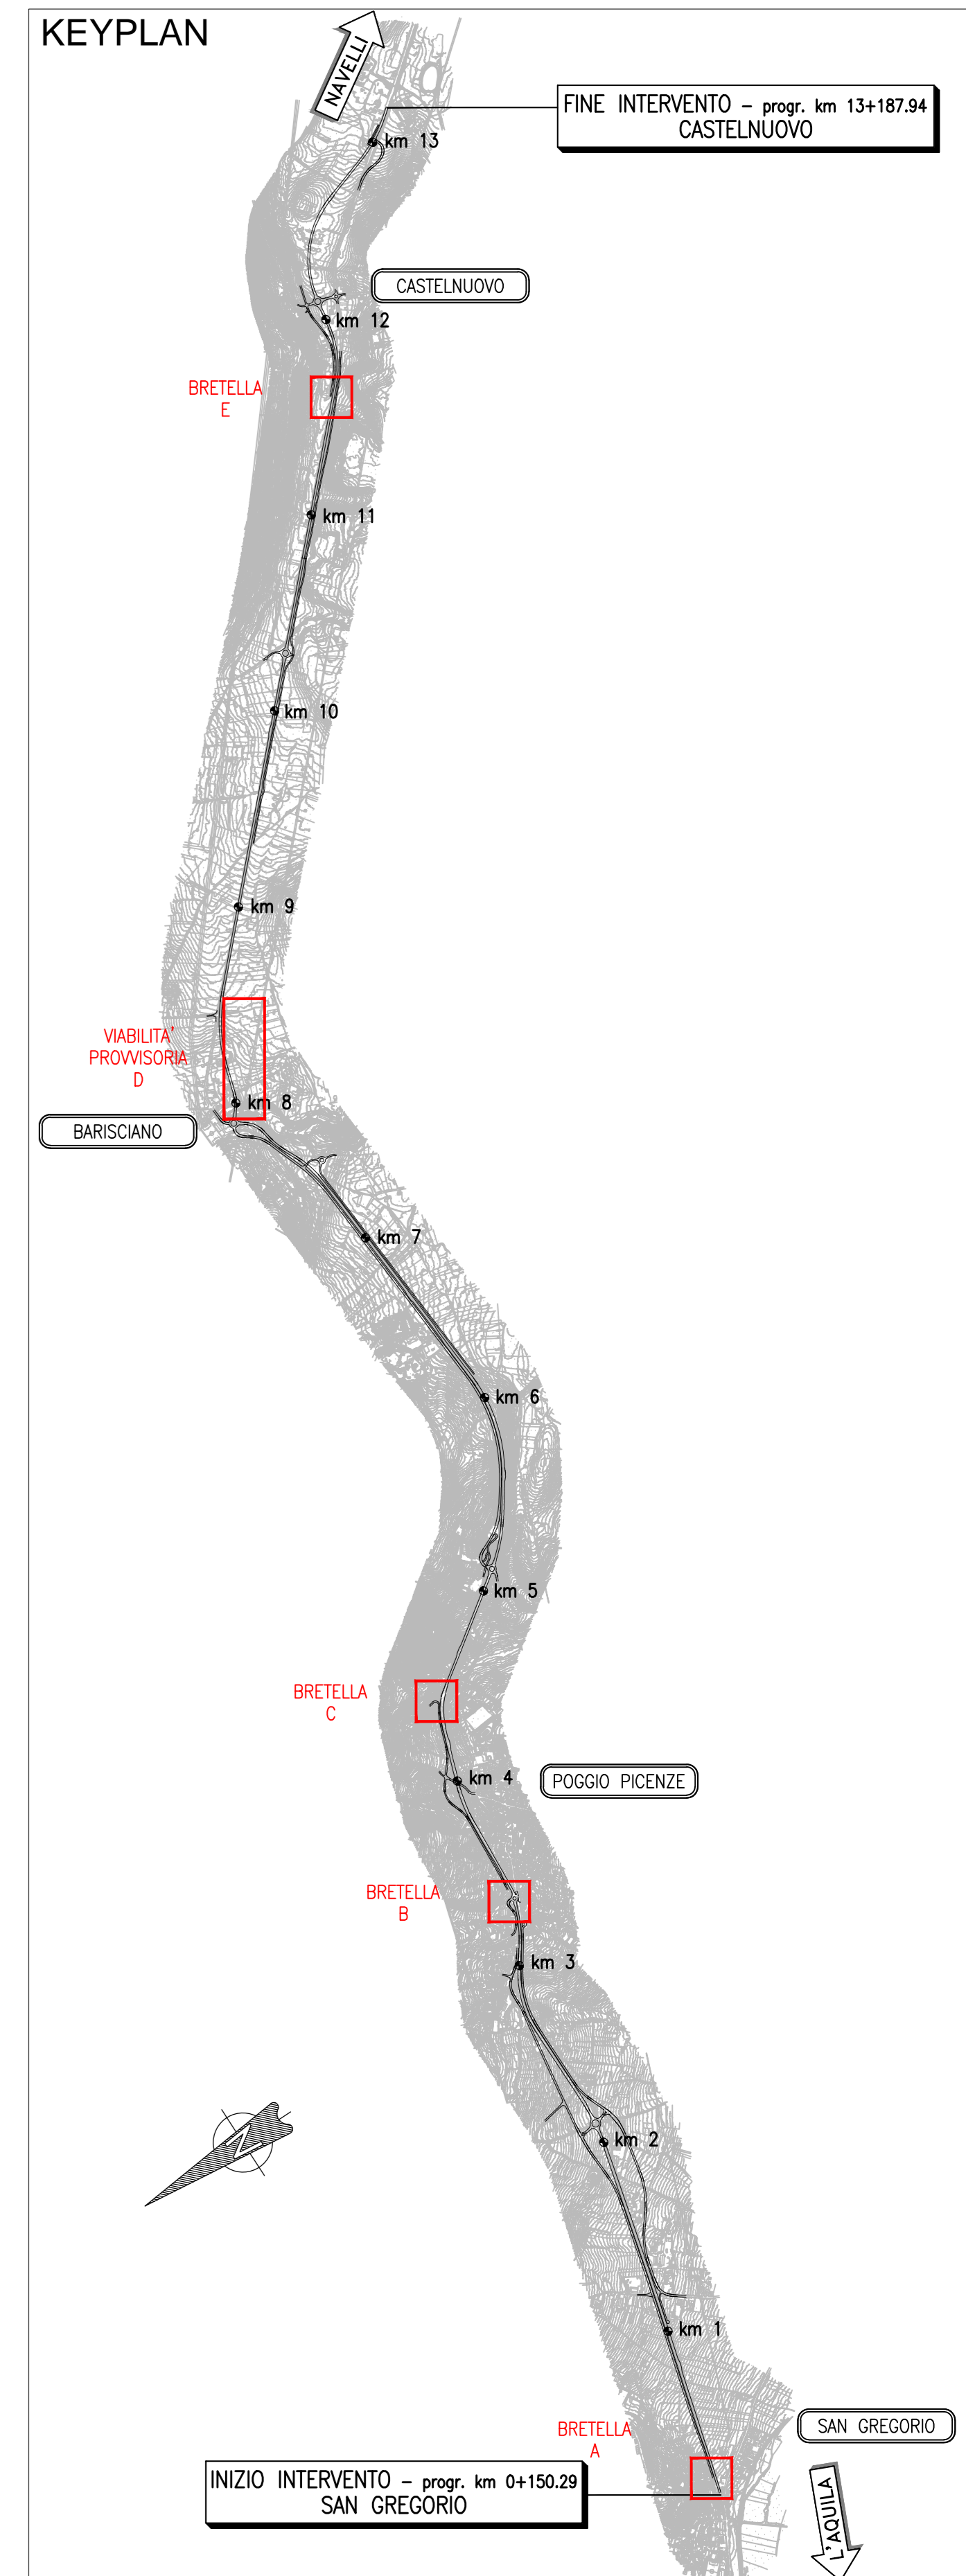 KEYPLAN
NAVELLI
FINE INTERVENTO – progr. km 13+187.94
CASTELNUOVO
km 13
CASTELNUOVO
km 12
BRETELLA
E
km 11
km 10
km 9
VIABILITA'
PROVVISORIA
D
km 8
BARISCIANO
km 7
km 6
km 5
BRETELLA
C
km 4
POGGIO PICENZE
BRETELLA
B
km 3
N
km 2
km 1
SAN GREGORIO
BRETELLA
A
INIZIO INTERVENTO – progr. km 0+150.29
SAN GREGORIO
L'AQUILA